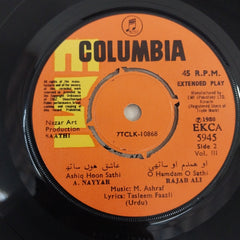 COLUMBIA
45 R.P.M.
EXTENDED PLAY
Nazar Art
Production
SAATHI
7TCLK-10868
℗ 1980
EKCA
5945
Side 2
Vol. III
عاشق ہوں ساتھی
Ashiq Hoon Sathi
A. NAYYAR
او ہمدم او ساتھی
O Hamdam O Sathi
RAJAB ALI
Music: M. Ashraf
Lyrics: Tasleem Faazli
(Urdu)